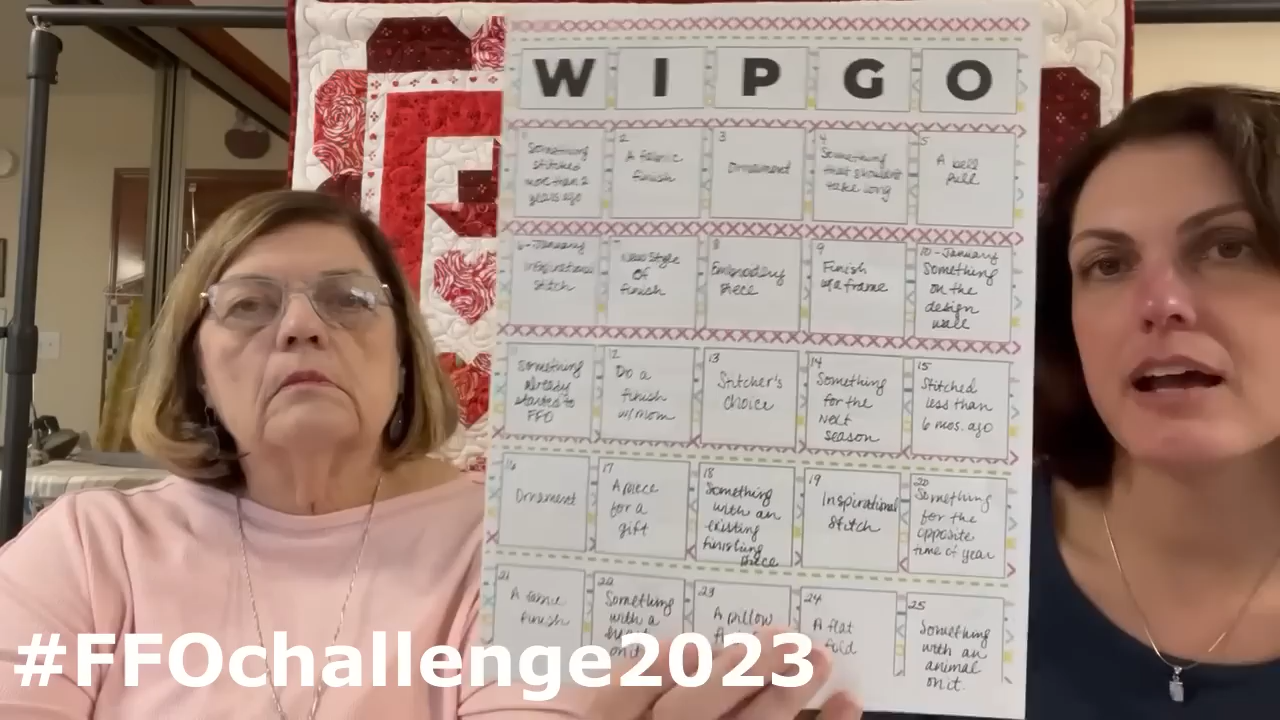 W I P G O
1
Something
stitched
more than 2
years ago
2
A fabric
finish
3
Ornament
4
Something
that shouldn't
take long
5
A bell
pull
6-January
inspirational
stitch
7
New style
of
finish
8
Embroidery
piece
9
Finish
w/a frame
10-January
Something
on the
design
wall
11
Something
already
started to
FFO
12
Do a
finish
w/mom
13
Stitcher's
choice
14
Something
for the
next
season
15
Stitched
less than
6 mos. ago
16
Ornament
17
A piece
for a
gift
18
Something
with an
existing
finishing
piece
19
Inspirational
Stitch
20
Something
for the
opposite
time of year
21
A fabric
finish
22
Something
with a
on it
23
A pillow
24
A flat
fold
25
Something
with an
animal
on it.
#FFOchallenge2023